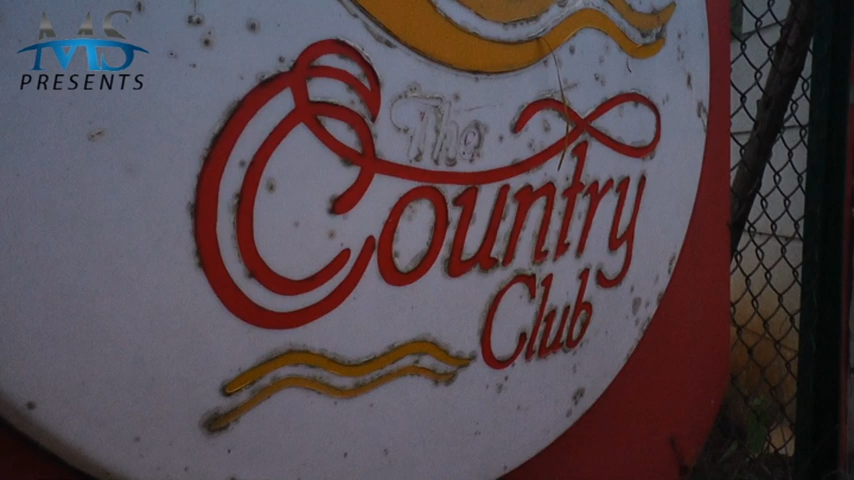 MS
PRESENTS
The
Country
Club